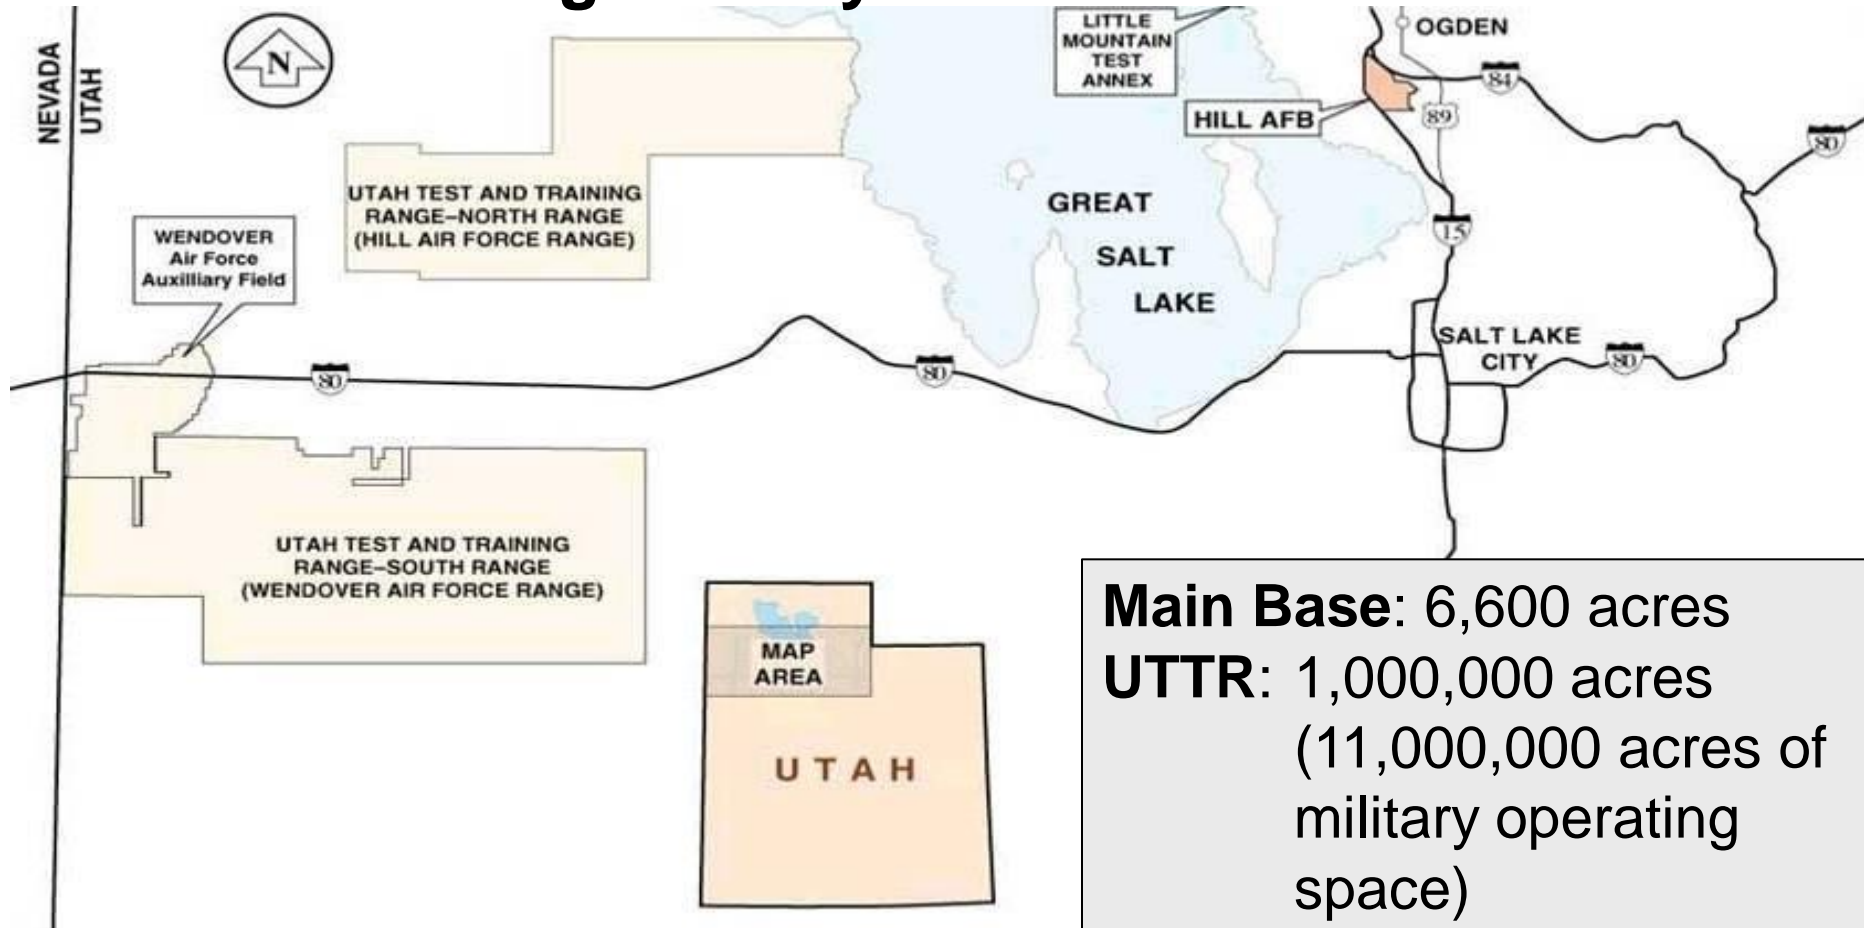 NEVADA
UTAH
N
LITTLE
MOUNTAIN
TEST
ANNEX
OGDEN
84
HILL AFB
89
80
UTAH TEST AND TRAINING
RANGE–NORTH RANGE
(HILL AIR FORCE RANGE)
GREAT
SALT
LAKE
15
WENDOVER
Air Force
Auxilliary Field
SALT LAKE
CITY
80
80
80
UTAH TEST AND TRAINING
RANGE–SOUTH RANGE
(WENDOVER AIR FORCE RANGE)
MAP
AREA
UTAH
Main Base: 6,600 acres
UTTR: 1,000,000 acres
(11,000,000 acres of
military operating
space)